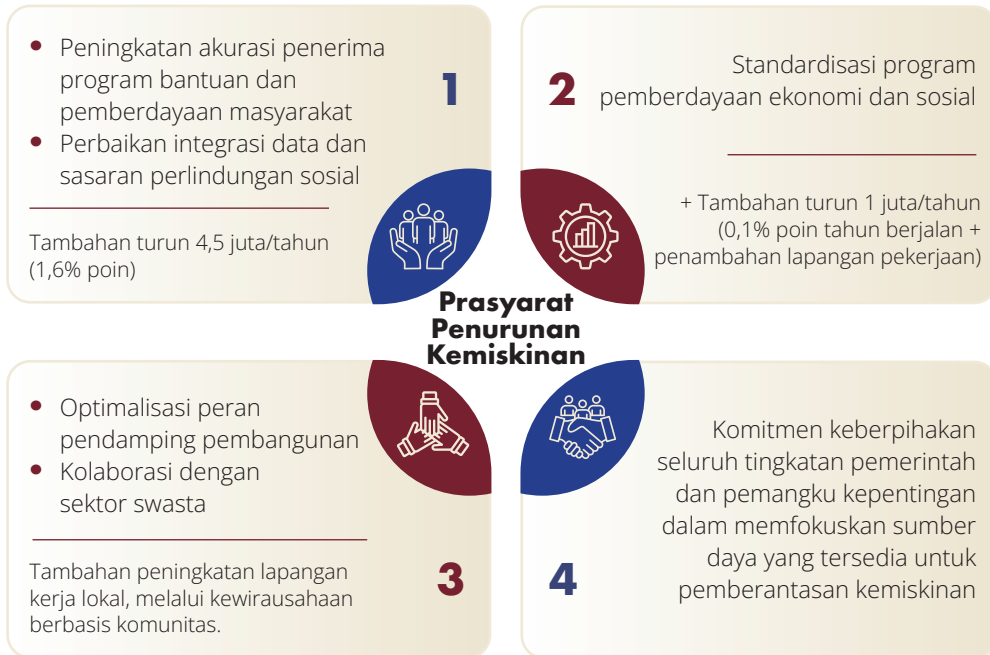 • Peningkatan akurasi penerima
program bantuan dan
pemberdayaan masyarakat
• Perbaikan integrasi data dan
sasaran perlindungan sosial
Tambahan turun 4,5 juta/tahun
(1,6% poin)
1
2
Standardisasi program
pemberdayaan ekonomi dan sosial
+ Tambahan turun 1 juta/tahun
(0,1% poin tahun berjalan +
penambahan lapangan pekerjaan)
Prasyarat
Penurunan
Kemiskinan
• Optimalisasi peran
pendamping pembangunan
• Kolaborasi dengan
sektor swasta
Tambahan peningkatan lapangan
kerja lokal, melalui kewirausahaan
berbasis komunitas.
3
4
Komitmen keberpihakan
seluruh tingkatan pemerintah
dan pemangku kepentingan
dalam memfokuskan sumber
daya yang tersedia untuk
pemberantasan kemiskinan